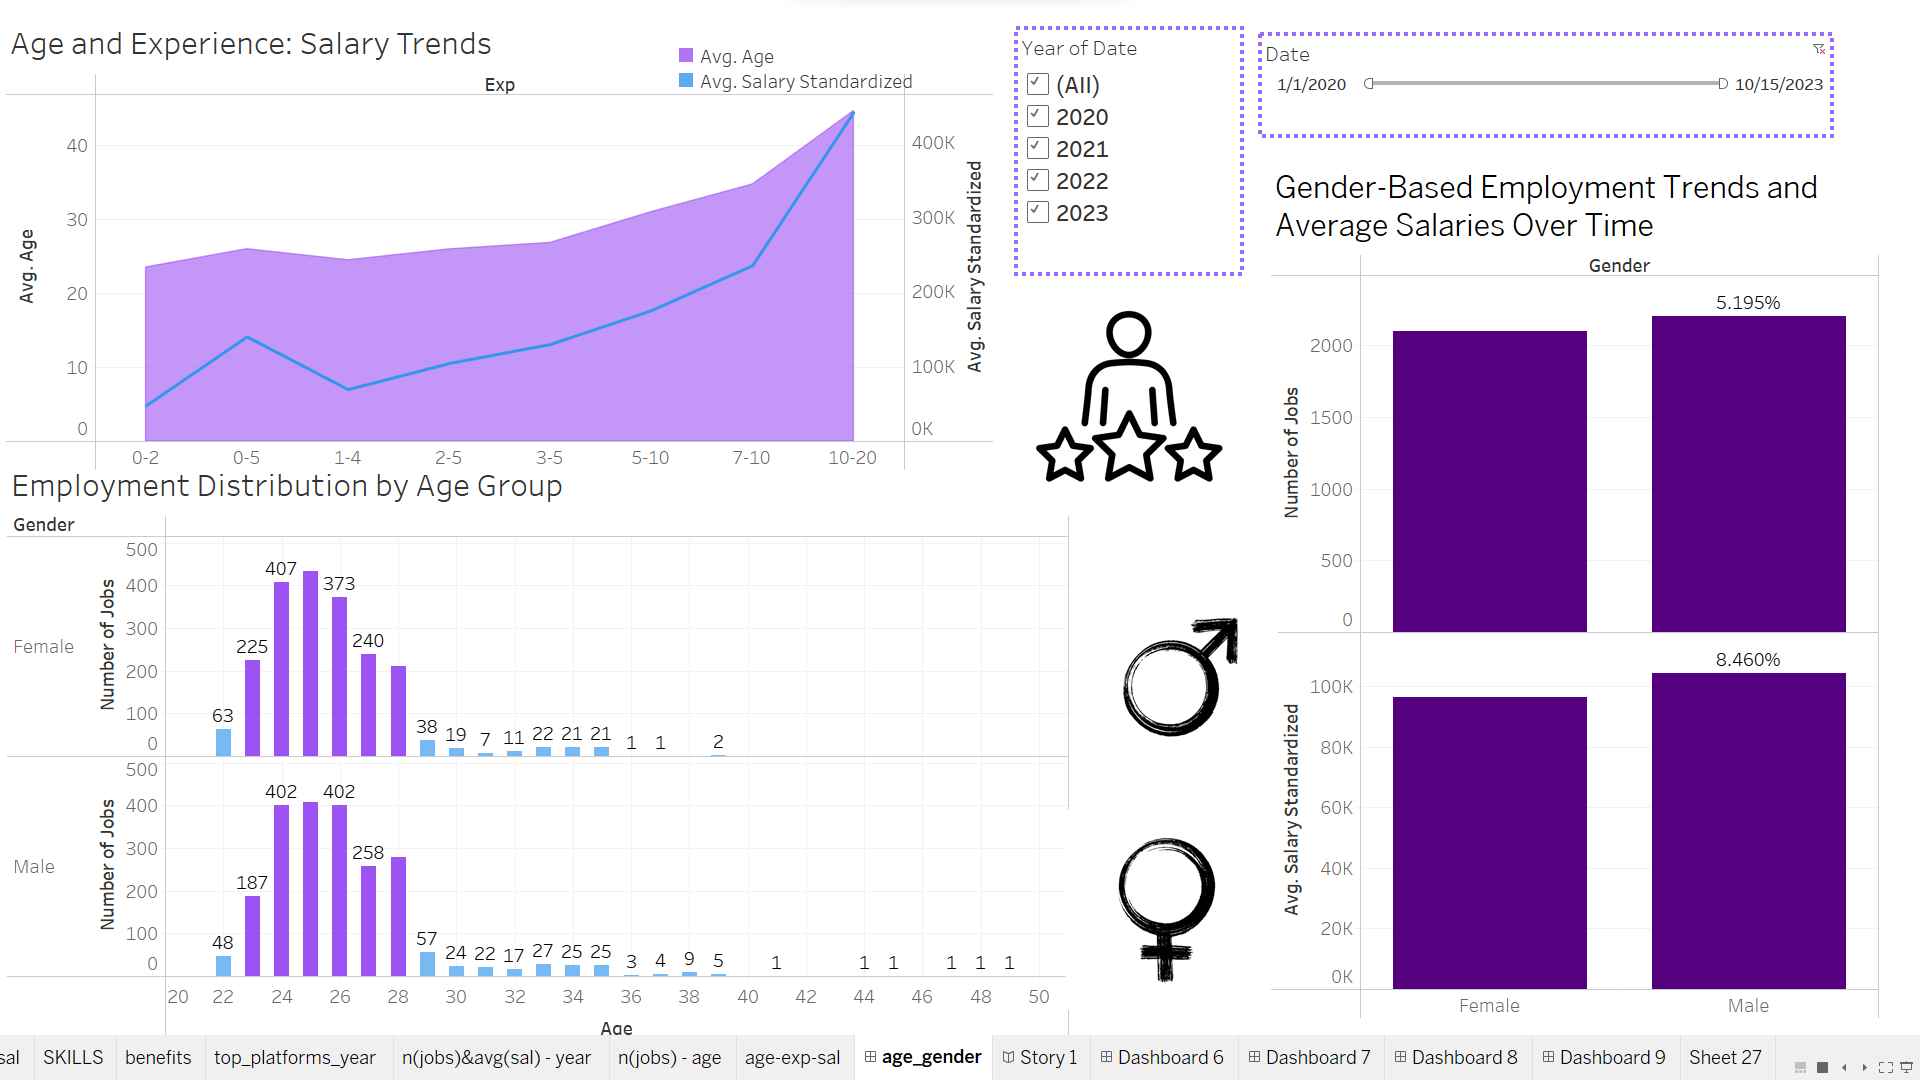 Age and Experience: Salary Trends
Avg. Age
Avg. Salary Standardized
Exp
40
30
20
10
0
Avg. Age
400K
300K
200K
100K
0K
Avg. Salary Standardized
0-2 0-5 1-4 2-5 3-5 5-10 7-10 10-20
Year of Date
(All)
2020
2021
2022
2023
Date
1/1/2020 10/15/2023
Employment Distribution by Age Group
Gender
Female
Number of Jobs
500
400
300
200
100
0
63 225 407 373 240 38 19 7 11 22 21 21 1 1 2
Male
Number of Jobs
500
400
300
200
100
0
48 187 402 402 258 57 24 22 17 27 25 25 3 4 9 5 1 1 1 1 1 1
20 22 24 26 28 30 32 34 36 38 40 42 44 46 48 50
Age
Gender-Based Employment Trends and
Average Salaries Over Time
Gender
5.195%
Number of Jobs
2000
1500
1000
500
0
8.460%
Avg. Salary Standardized
100K
80K
60K
40K
20K
0K
Female Male
sal SKILLS benefits top_platforms_year n(jobs)&avg(sal) - year n(jobs) - age age-exp-sal age_gender Story 1 Dashboard 6 Dashboard 7 Dashboard 8 Dashboard 9 Sheet 27